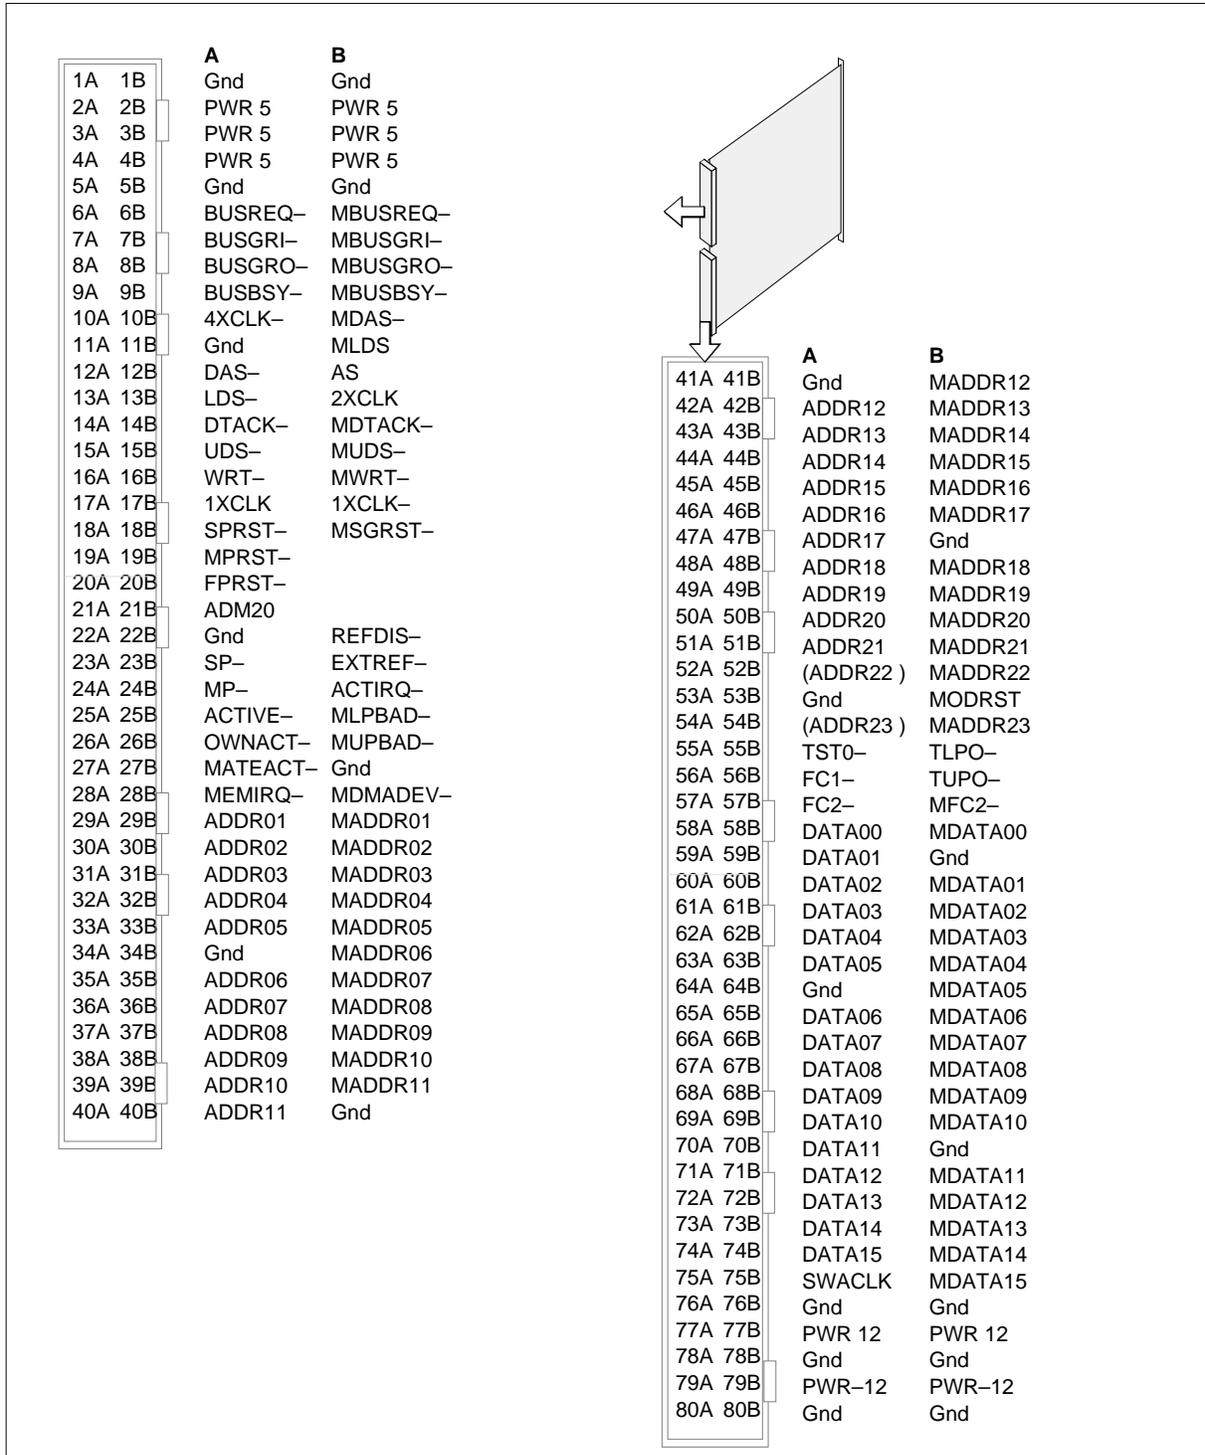 A B
1A 1B Gnd Gnd
2A 2B PWR 5 PWR 5
3A 3B PWR 5 PWR 5
4A 4B PWR 5 PWR 5
5A 5B Gnd Gnd
6A 6B BUSREQ– MBUSREQ–
7A 7B BUSGRI– MBUSGRI–
8A 8B BUSGRO– MBUSGRO–
9A 9B BUSBSY– MBUSBSY–
10A 10B 4XCLK– MDAS–
11A 11B Gnd MLDS
12A 12B DAS– AS
13A 13B LDS– 2XCLK
14A 14B DTACK– MDTACK–
15A 15B UDS– MUDS–
16A 16B WRT– MWRT–
17A 17B 1XCLK 1XCLK–
18A 18B SPRST– MSGRST–
19A 19B MPRST–
20A 20B FPRST–
21A 21B ADM20
22A 22B Gnd REFDIS–
23A 23B SP– EXTREF–
24A 24B MP– ACTIRQ–
25A 25B ACTIVE– MLPBAD–
26A 26B OWNACT– MUPBAD–
27A 27B MATEACT– Gnd
28A 28B MEMIRQ– MDMADEV–
29A 29B ADDR01 MADDR01
30A 30B ADDR02 MADDR02
31A 31B ADDR03 MADDR03
32A 32B ADDR04 MADDR04
33A 33B ADDR05 MADDR05
34A 34B Gnd MADDR06
35A 35B ADDR06 MADDR07
36A 36B ADDR07 MADDR08
37A 37B ADDR08 MADDR09
38A 38B ADDR09 MADDR10
39A 39B ADDR10 MADDR11
40A 40B ADDR11 Gnd
A B
41A 41B Gnd MADDR12
42A 42B ADDR12 MADDR13
43A 43B ADDR13 MADDR14
44A 44B ADDR14 MADDR15
45A 45B ADDR15 MADDR16
46A 46B ADDR16 MADDR17
47A 47B ADDR17 Gnd
48A 48B ADDR18 MADDR18
49A 49B ADDR19 MADDR19
50A 50B ADDR20 MADDR20
51A 51B ADDR21 MADDR21
52A 52B (ADDR22 ) MADDR22
53A 53B Gnd MODRST
54A 54B (ADDR23 ) MADDR23
55A 55B TST0– TLPO–
56A 56B FC1– TUPO–
57A 57B FC2– MFC2–
58A 58B DATA00 MDATA00
59A 59B DATA01 Gnd
60A 60B DATA02 MDATA01
61A 61B DATA03 MDATA02
62A 62B DATA04 MDATA03
63A 63B DATA05 MDATA04
64A 64B Gnd MDATA05
65A 65B DATA06 MDATA06
66A 66B DATA07 MDATA07
67A 67B DATA08 MDATA08
68A 68B DATA09 MDATA09
69A 69B DATA10 MDATA10
70A 70B DATA11 Gnd
71A 71B DATA12 MDATA11
72A 72B DATA13 MDATA12
73A 73B DATA14 MDATA13
74A 74B DATA15 MDATA14
75A 75B SWACLK MDATA15
76A 76B Gnd Gnd
77A 77B PWR 12 PWR 12
78A 78B Gnd Gnd
79A 79B PWR–12 PWR–12
80A 80B Gnd Gnd